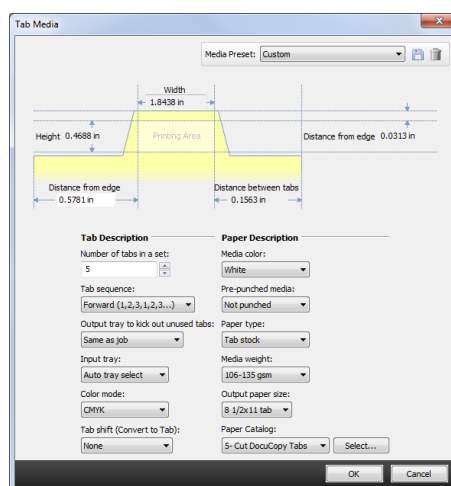 Tab Media
Media Preset: Custom
Width
1.8438 in
Height 0.4688 in
Printing Area
Distance from edge 0.0313 in
Distance from edge
0.5781 in
Distance between tabs
0.1563 in
Tab Description
Number of tabs in a set:
5
Tab sequence:
Forward (1,2,3,1,2,3...)
Output tray to kick out unused tabs:
Same as job
Input tray:
Auto tray select
Color mode:
CMYK
Tab shift (Convert to Tab):
None
Paper Description
Media color:
White
Pre-punched media:
Not punched
Paper type:
Tab stock
Media weight:
106-135 gsm
Output paper size:
8 1/2x11 tab
Paper Catalog:
5- Cut DocuCopy Tabs
Select...
OK
Cancel